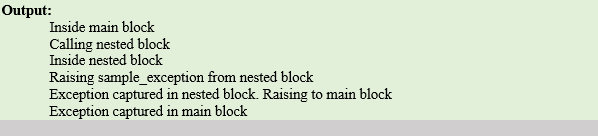 Output:
Inside main block
Calling nested block
Inside nested block
Raising sample_exception from nested block
Exception captured in nested block. Raising to main block
Exception captured in main block